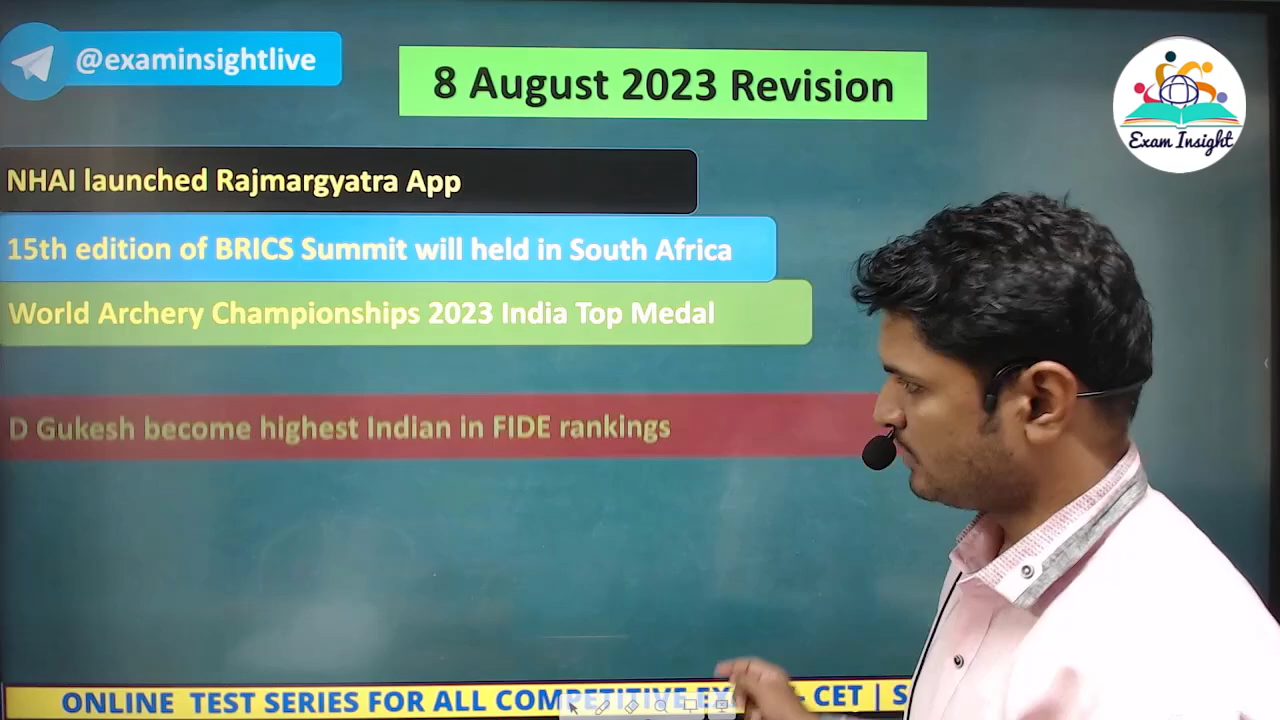 @examinsightlive
8 August 2023 Revision
Exam Insight
NHAI launched Rajmargyatra App
15th edition of BRICS Summit will held in South Africa
World Archery Championships 2023 India Top Medal
D Gukesh become highest Indian in FIDE rankings
ONLINE TEST SERIES FOR ALL COMPETITIVE CET |